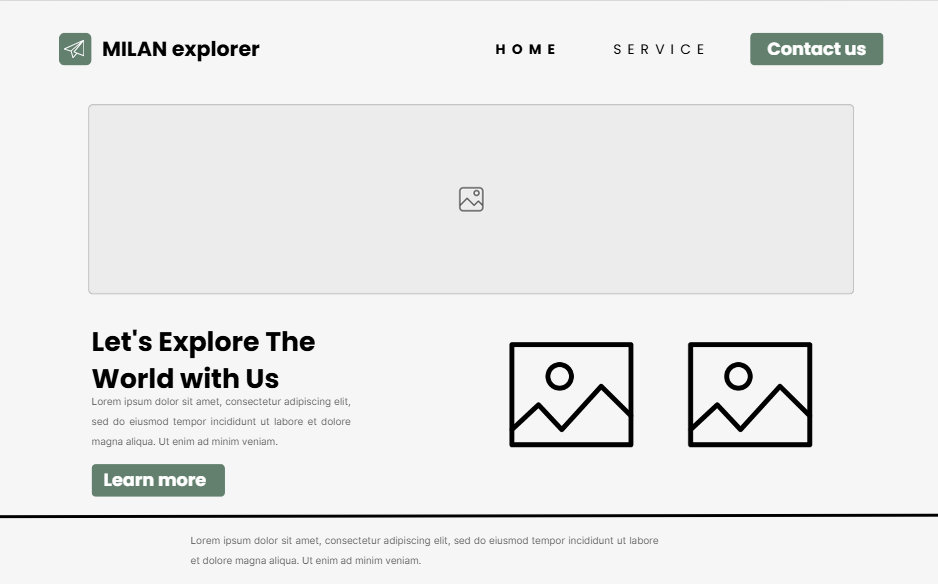 MILAN explorer
HOME
SERVICE
Contact us
Let's Explore The
World with Us
Lorem ipsum dolor sit amet, consectetur adipiscing elit,
sed do eiusmod tempor incididunt ut labore et dolore
magna aliqua. Ut enim ad minim veniam.
Learn more
Lorem ipsum dolor sit amet, consectetur adipiscing elit, sed do eiusmod tempor incididunt ut labore
et dolore magna aliqua. Ut enim ad minim veniam.